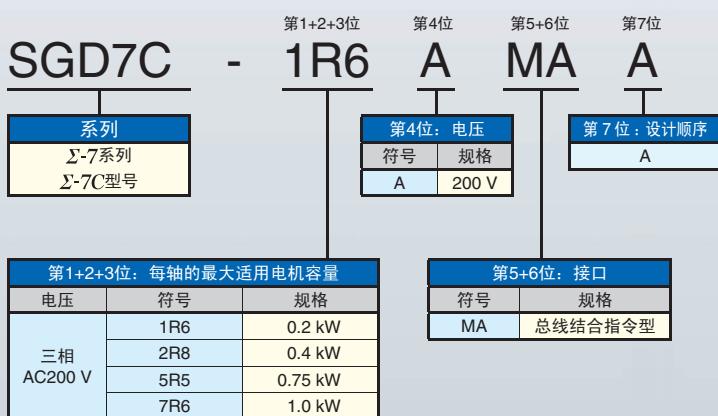 第1+2+3位 第4位 第5+6位 第7位
SGD7C - 1R6 A MA A
系列
Σ-7系列
Σ-7C型号
第4位：电压
符号 规格
A 200 V
第7位：设计顺序
A
第1+2+3位：每轴的最大适用电机容量
电压 符号 规格
三相
AC200 V
1R6 0.2 kW
2R8 0.4 kW
5R5 0.75 kW
7R6 1.0 kW
第5+6位：接口
符号 规格
MA 总线结合指令型